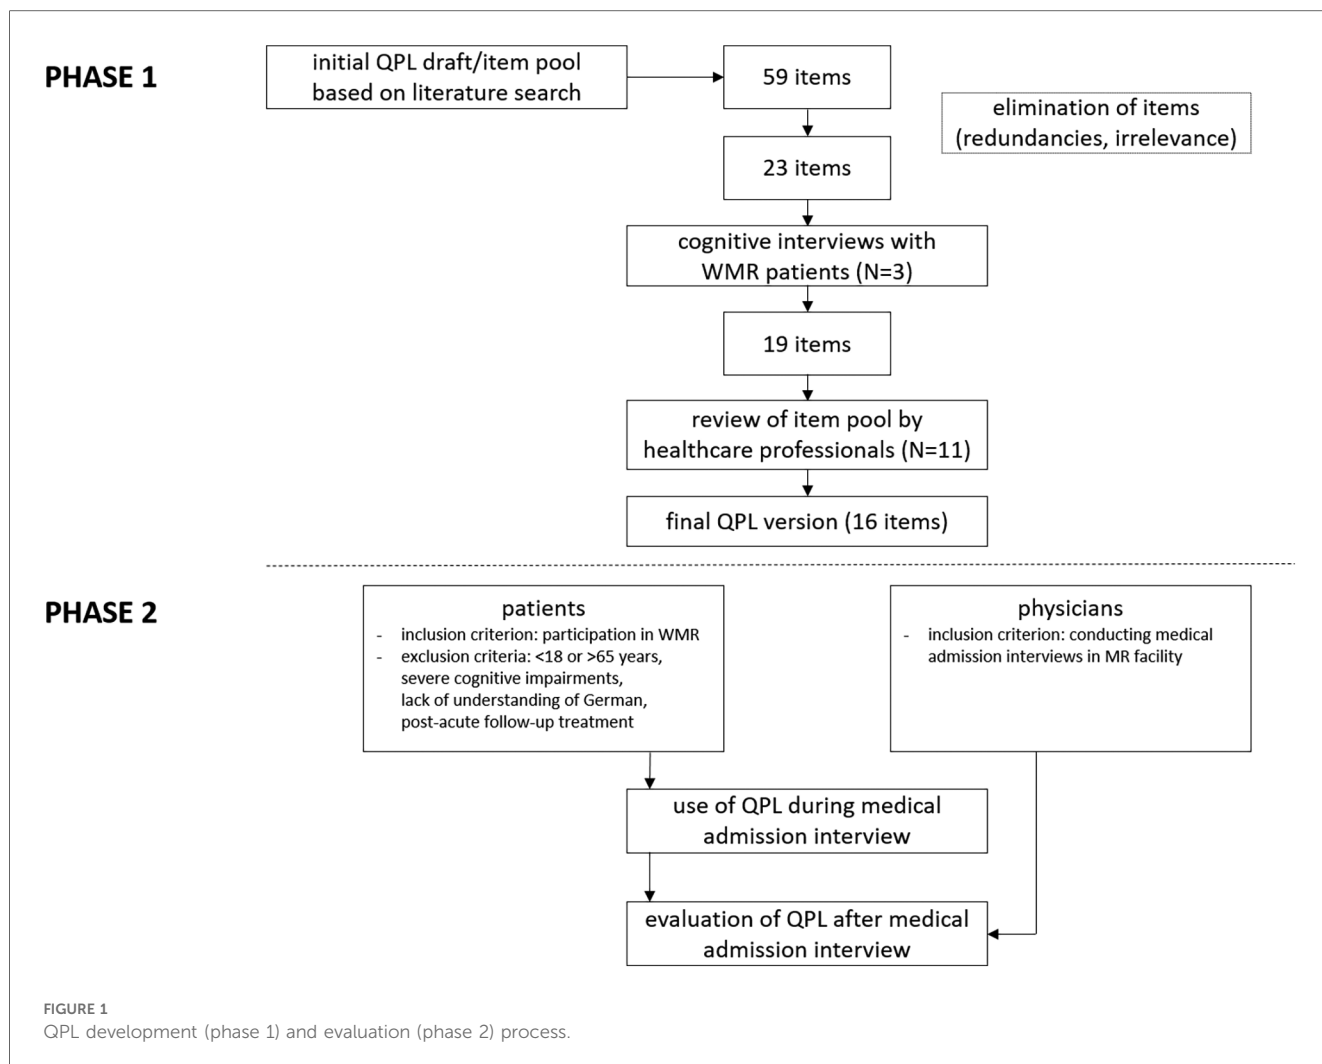 PHASE 1
initial QPL draft/item pool
based on literature search
59 items
elimination of items
(redundancies, irrelevance)
23 items
cognitive interviews with
WMR patients (N=3)
19 items
review of item pool by
healthcare professionals (N=11)
final QPL version (16 items)
PHASE 2
patients
- inclusion criterion: participation in WMR
- exclusion criteria: <18 or >65 years,
severe cognitive impairments,
lack of understanding of German,
post-acute follow-up treatment
physicians
- inclusion criterion: conducting medical
admission interviews in MR facility
use of QPL during medical
admission interview
evaluation of QPL after medical
admission interview
FIGURE 1
QPL development (phase 1) and evaluation (phase 2) process.